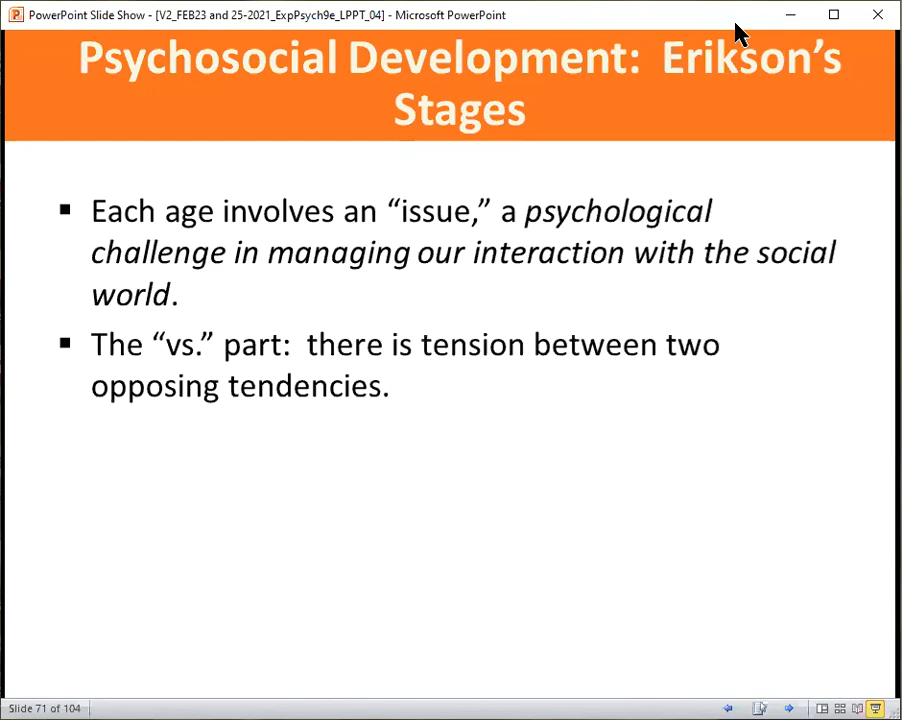 PowerPoint Slide Show - [V2_FEB23 and 25-2021_ExpPsych9e_LPPT_04] - Microsoft PowerPoint
Psychosocial Development:  Erikson’s
Stages
▪ Each age involves an “issue,” a psychological
challenge in managing our interaction with the social
world.
▪ The “vs.” part:  there is tension between two
opposing tendencies.
Slide 71 of 104